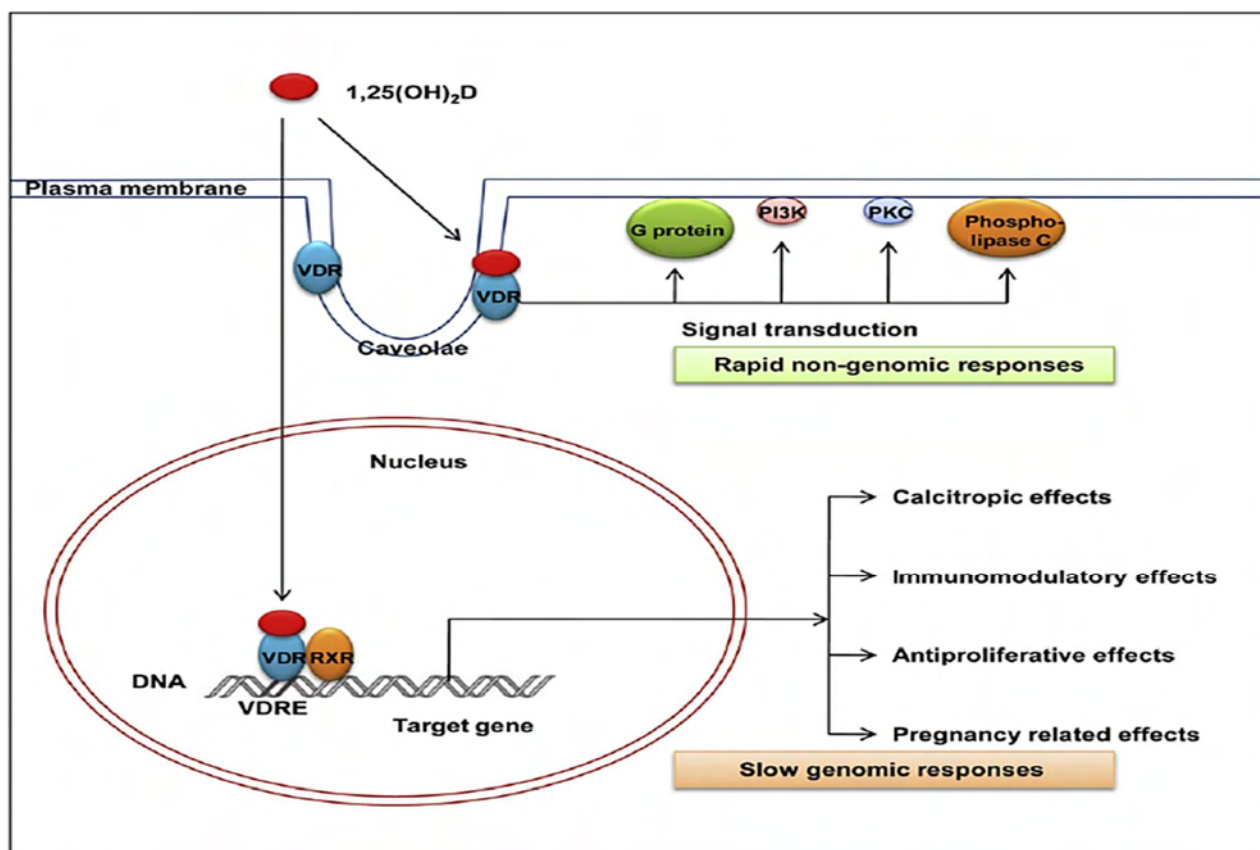 1,25(OH)₂D
Plasma membrane
VDR
VDR
Caveolae
G protein
PI3K
PKC
Phospho-
lipase C
Signal transduction
Rapid non-genomic responses
Nucleus
VDR
RXR
DNA
VDRE
Target gene
Calcitropic effects
Immunomodulatory effects
Antiproliferative effects
Pregnancy related effects
Slow genomic responses